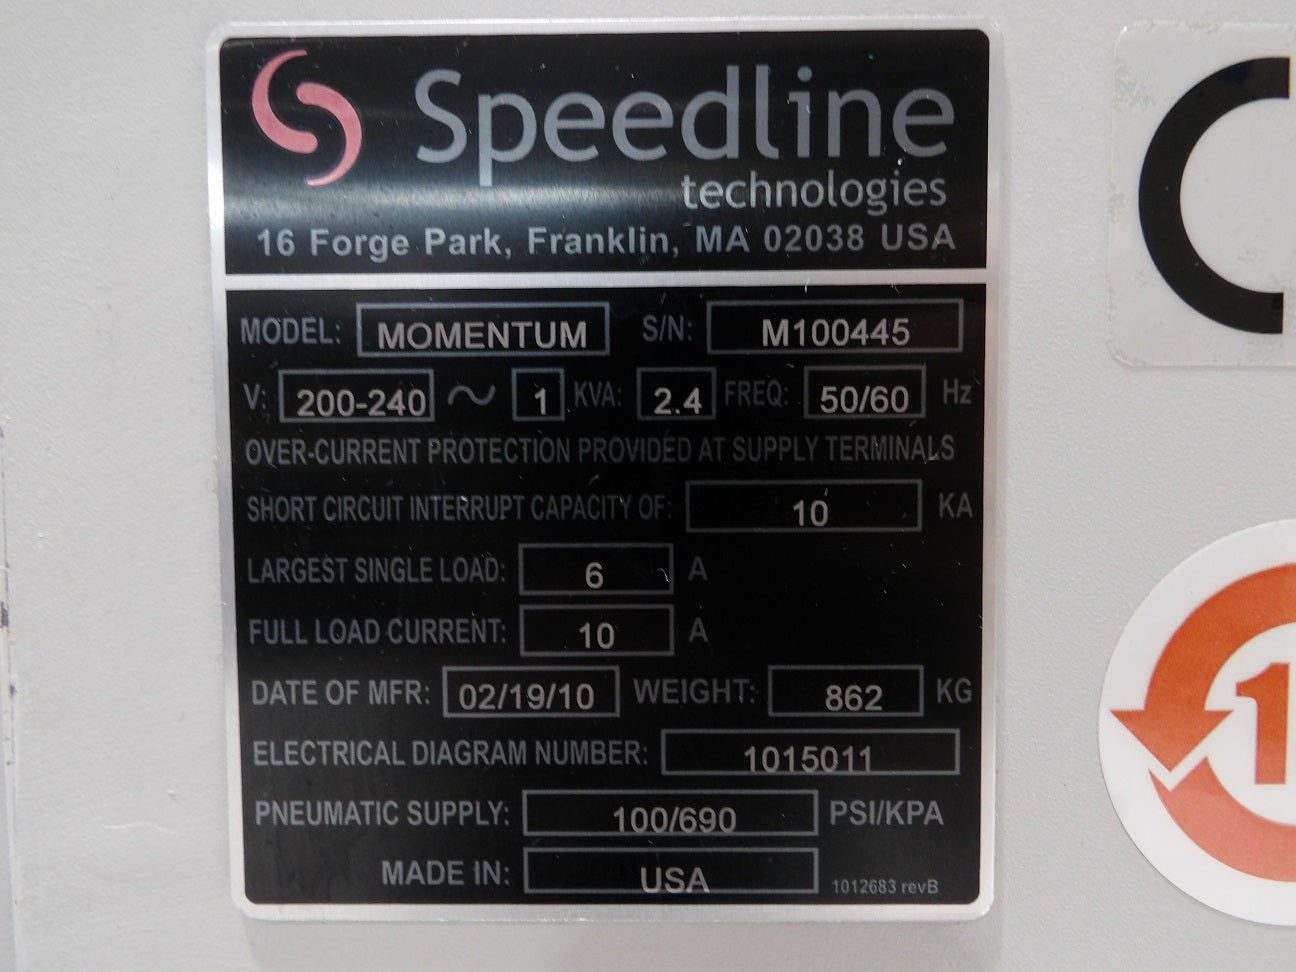 Speedline
technologies
16 Forge Park, Franklin, MA 02038 USA
MODEL: MOMENTUM S/N: M100445
V: 200-240 ~ 1 KVA: 2.4 FREQ: 50/60 Hz
OVER-CURRENT PROTECTION PROVIDED AT SUPPLY TERMINALS
SHORT CIRCUIT INTERRUPT CAPACITY OF: 10 KA
LARGEST SINGLE LOAD: 6 A
FULL LOAD CURRENT: 10 A
DATE OF MFR: 02/19/10 WEIGHT: 862 KG
ELECTRICAL DIAGRAM NUMBER: 1015011
PNEUMATIC SUPPLY: 100/690 PSI/KPA
MADE IN: USA
1012683 revB
C
1